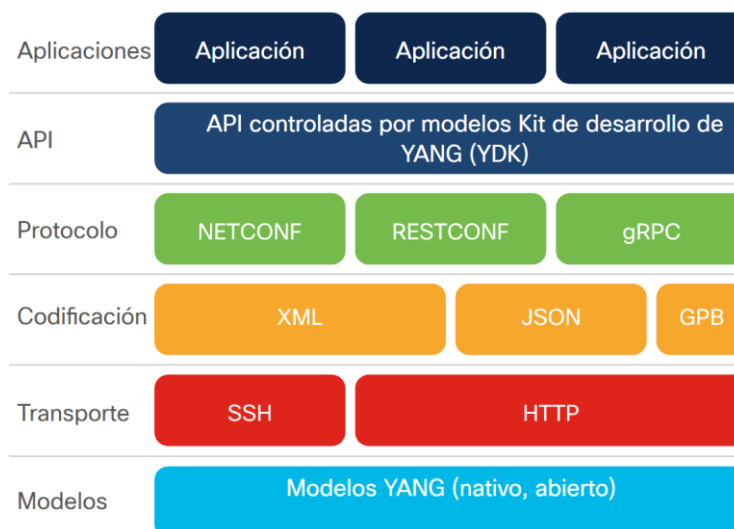 Aplicaciones Aplicación Aplicación Aplicación
API API controladas por modelos Kit de desarrollo de
YANG (YDK)
Protocolo NETCONF RESTCONF gRPC
Codificación XML JSON GPB
Transporte SSH HTTP
Modelos Modelos YANG (nativo, abierto)